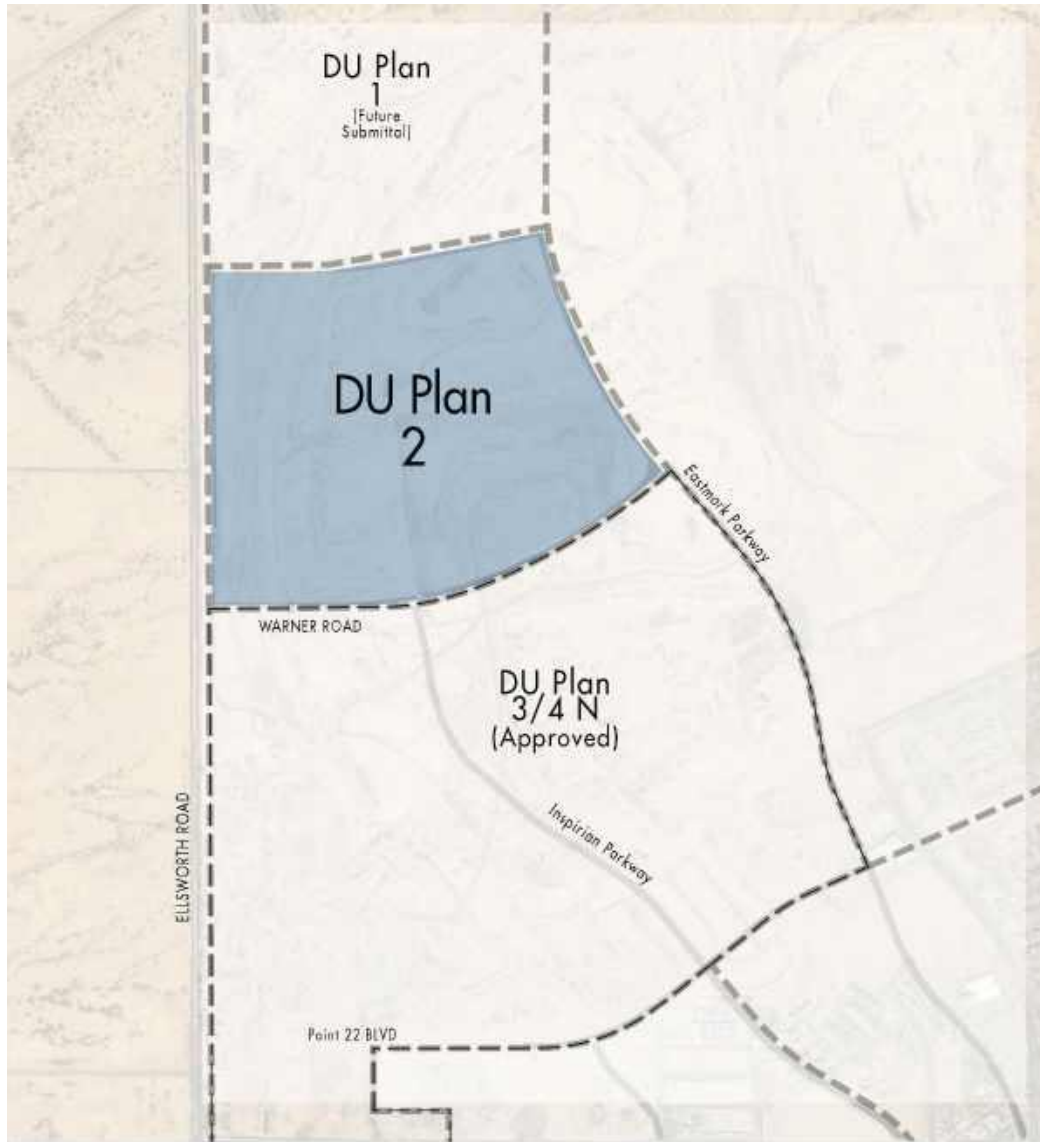 DU Plan
1
[Future
Submittal]
DU Plan
2
Eastmark Parkway
WARNER ROAD
DU Plan
3/4 N
(Approved)
ELLSWORTH ROAD
Inspirian Parkway
Point 22 BLVD